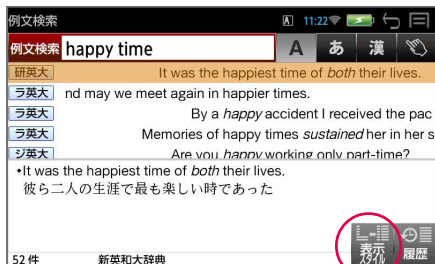 例文検索 A 11:22
例文検索 happy time A あ 漢
研英大 It was the happiest time of both their lives.
ラ英大 nd may we meet again in happier times.
ラ英大 By a happy accident I received the pac
ラ英大 Memories of happy times sustained her in her s
ジ英大 Are you happy working only part-time?
◆It was the happiest time of both their lives.
彼ら二人の生涯で最も楽しい時であった
表示
スタイル 履歴
52件 新英和大辞典